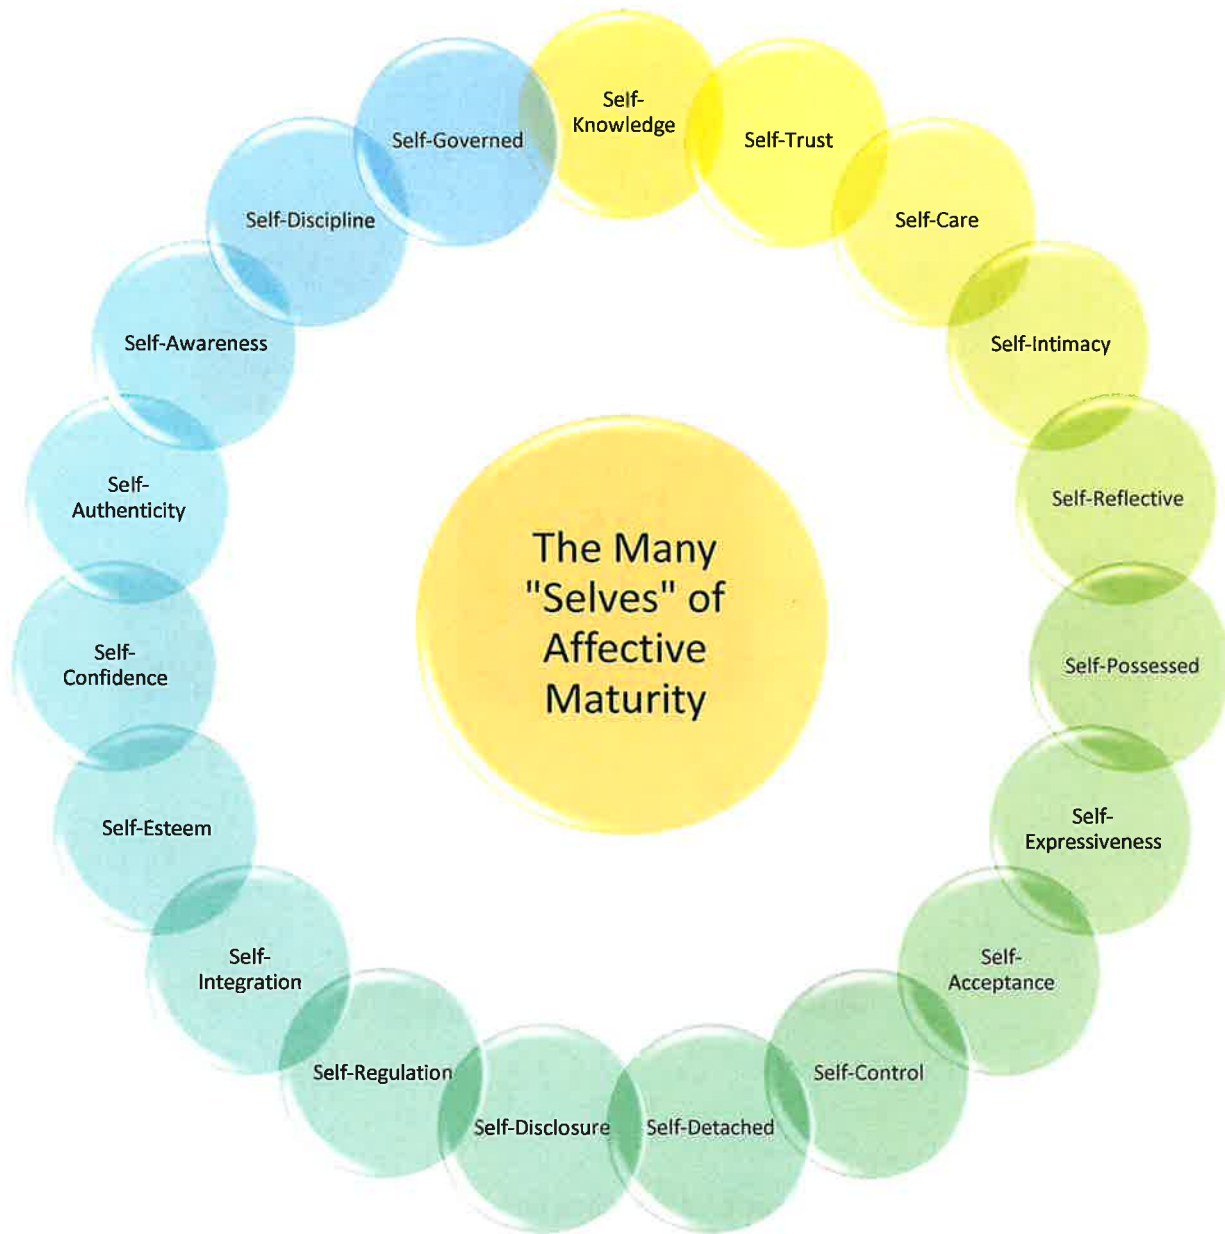 Self-
Knowledge
Self-Trust
Self-Care
Self-Intimacy
Self-Reflective
Self-Possessed
Self-
Expressiveness
Self-
Acceptance
Self-Control
Self-Detached
Self-Disclosure
Self-Regulation
Self-
Integration
Self-Esteem
Self-
Confidence
Self-
Authenticity
Self-Awareness
Self-Discipline
Self-Governed
The Many
"Selves" of
Affective
Maturity